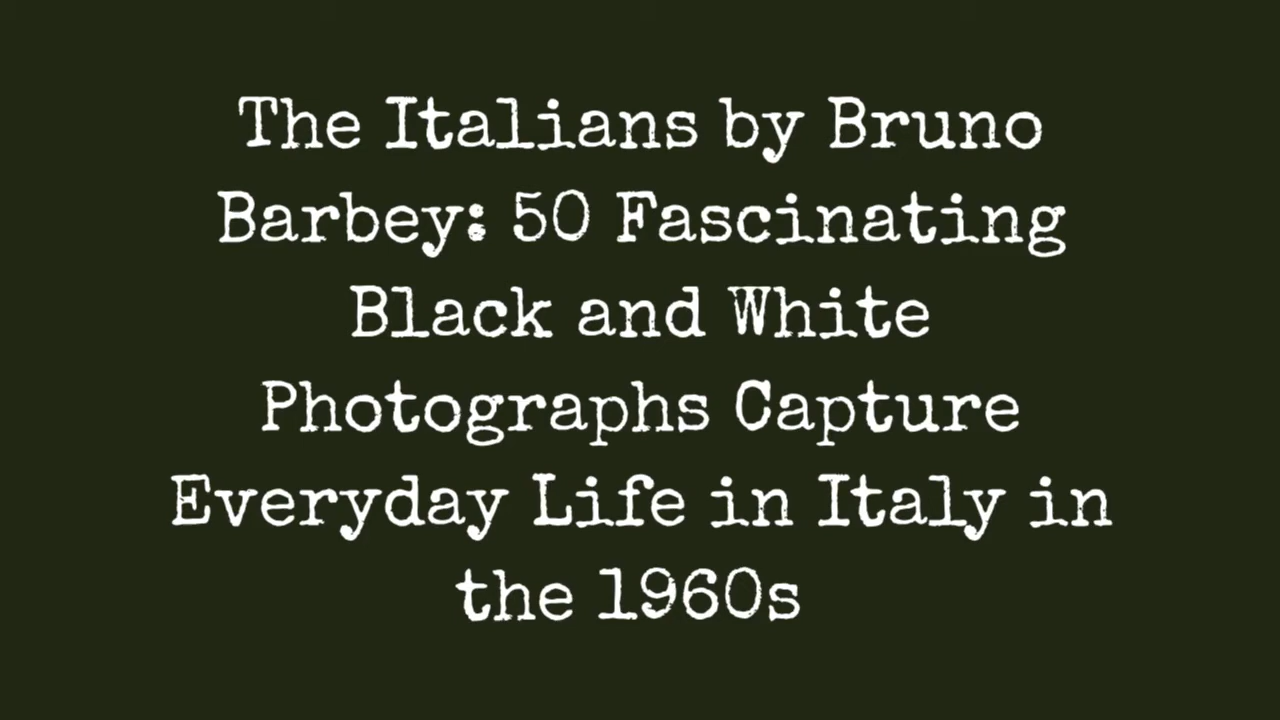 The Italians by Bruno
Barbey: 50 Fascinating
Black and White
Photographs Capture
Everyday Life in Italy in
the 1960s